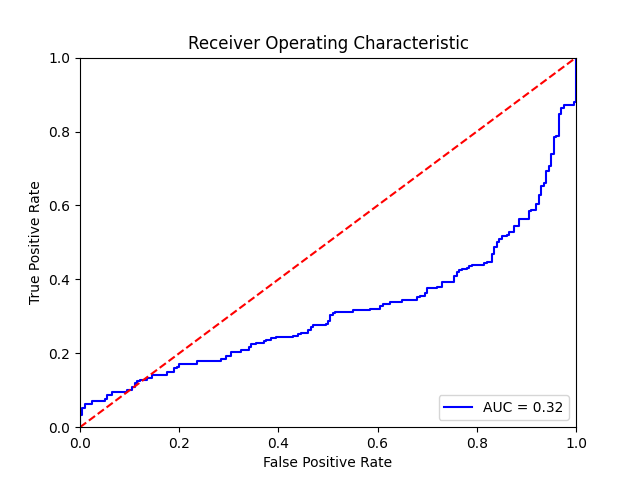 Receiver Operating Characteristic
1.0
0.8
0.6
0.4
0.2
0.0
True Positive Rate
AUC = 0.32
0.0 0.2 0.4 0.6 0.8 1.0
False Positive Rate